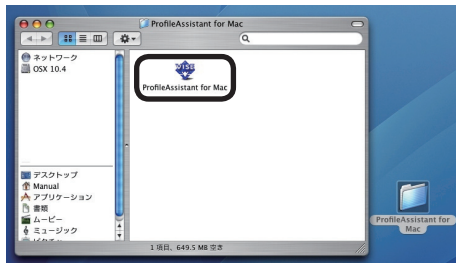 ProfileAssistant for Mac
ネットワーク
OSX 10.4
VISE
ProfileAssistant for Mac
デスクトップ
Manual
アプリケーション
書類
ムービー
ミュージック
1 項目、649.5 MB 空き
ProfileAssistant for
Mac